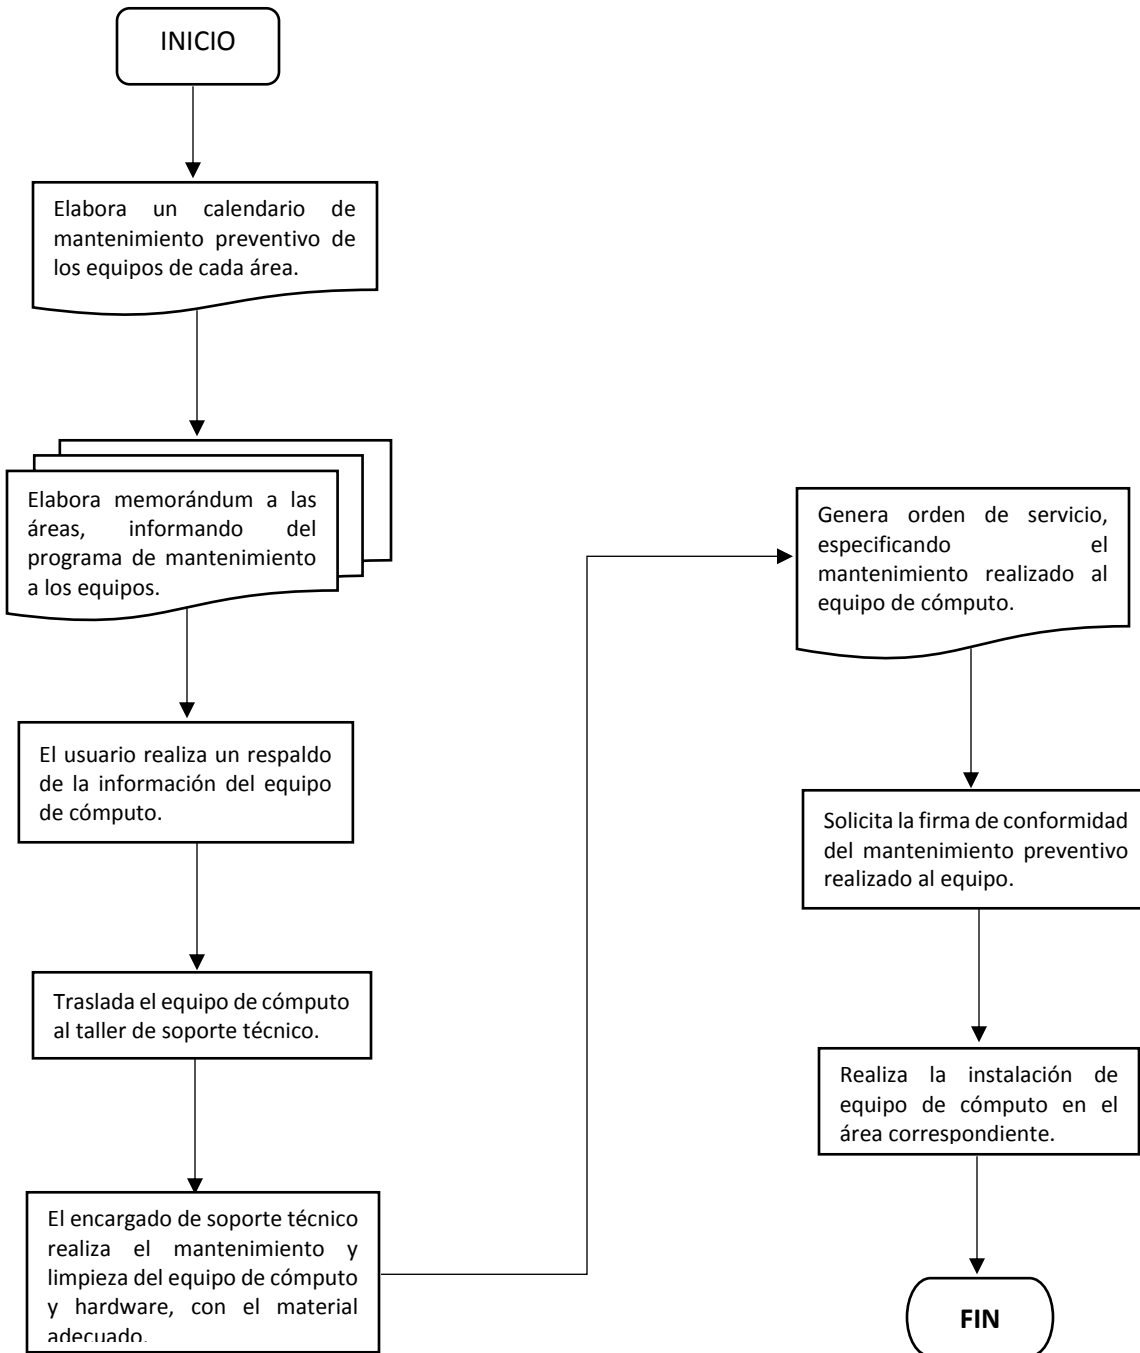 INICIO
Elabora un calendario de
mantenimiento preventivo de
los equipos de cada área.
Elabora memorándum a las
áreas, informando del
programa de mantenimiento
a los equipos.
El usuario realiza un respaldo
de la información del equipo
de cómputo.
Traslada el equipo de cómputo
al taller de soporte técnico.
El encargado de soporte técnico
realiza el mantenimiento y
limpieza del equipo de cómputo
y hardware, con el material
adecuado.
Genera orden de servicio,
especificando el
mantenimiento realizado al
equipo de cómputo.
Solicita la firma de conformidad
del mantenimiento preventivo
realizado al equipo.
Realiza la instalación de
equipo de cómputo en el
área correspondiente.
FIN